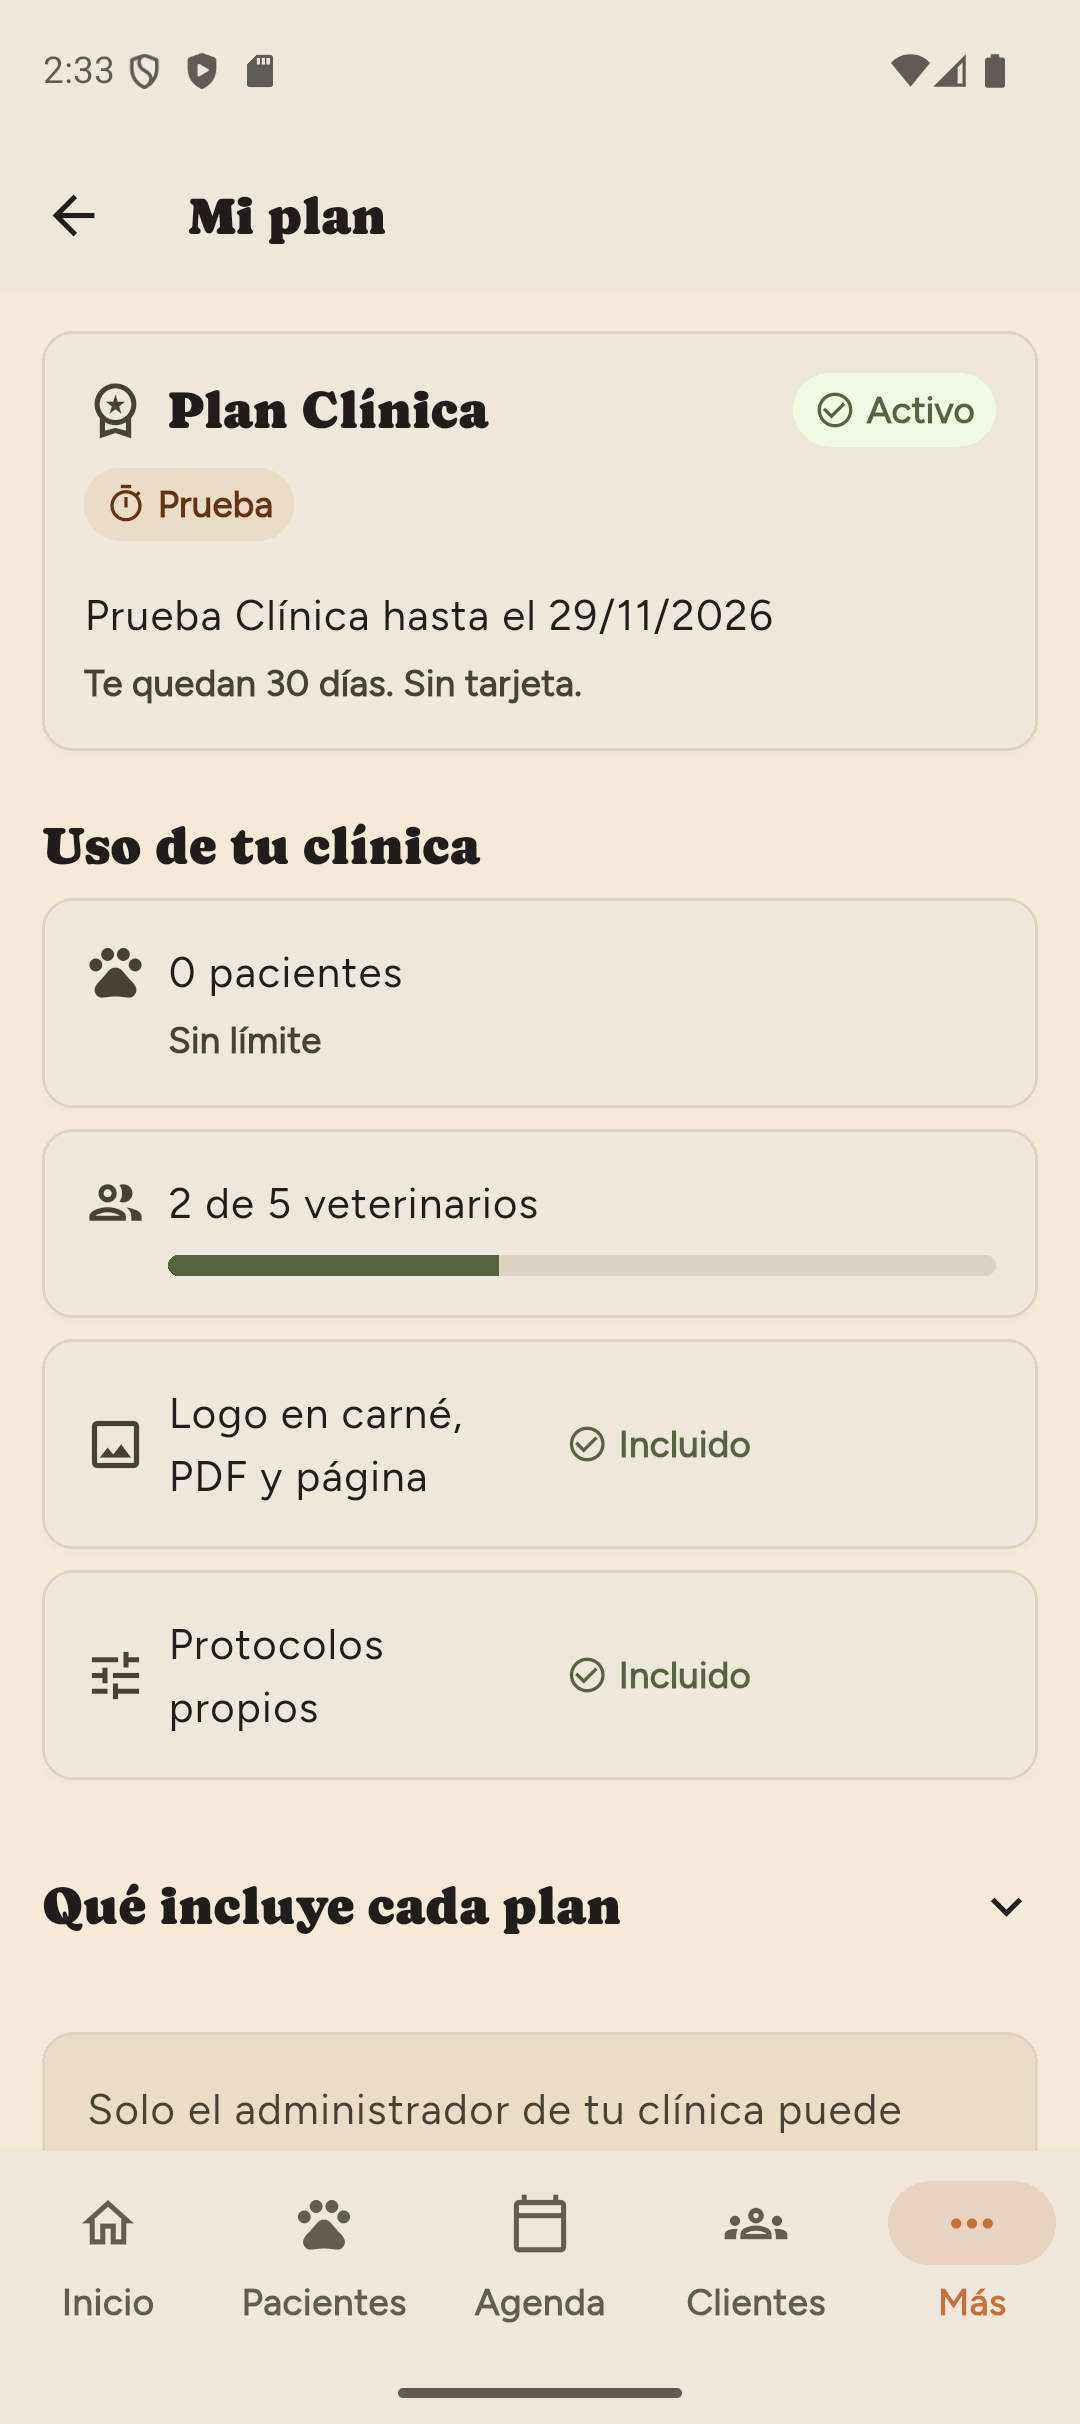 2:33
Mi plan
Plan Clínica
Activo
Prueba
Prueba Clínica hasta el 29/11/2026
Te quedan 30 días. Sin tarjeta.
Uso de tu clínica
0 pacientes
Sin límite
2 de 5 veterinarios
Logo en carné,
PDF y página
Incluido
Protocolos
propios
Incluido
Qué incluye cada plan
Solo el administrador de tu clínica puede
Inicio
Pacientes
Agenda
Clientes
Más